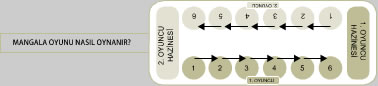 MANGALA OYUNU NASIL OYNANIR?
2. OYUNCU
6 5 4 3 2 1
2. OYUNCU
HAZİNESİ
1 2 3 4 5 6
1. OYUNCU
1. OYUNCU
HAZİNESİ